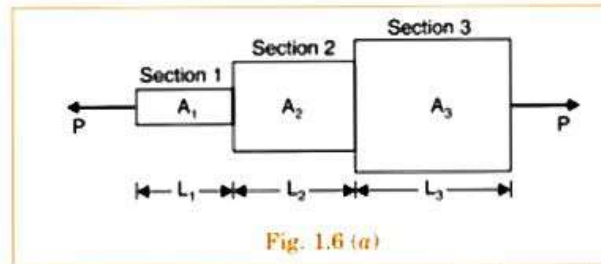 Section 3
Section 2
Section 1
P A₁ A₂ A₃ P
L₁ L₂ L₃
Fig. 1.6 (a)